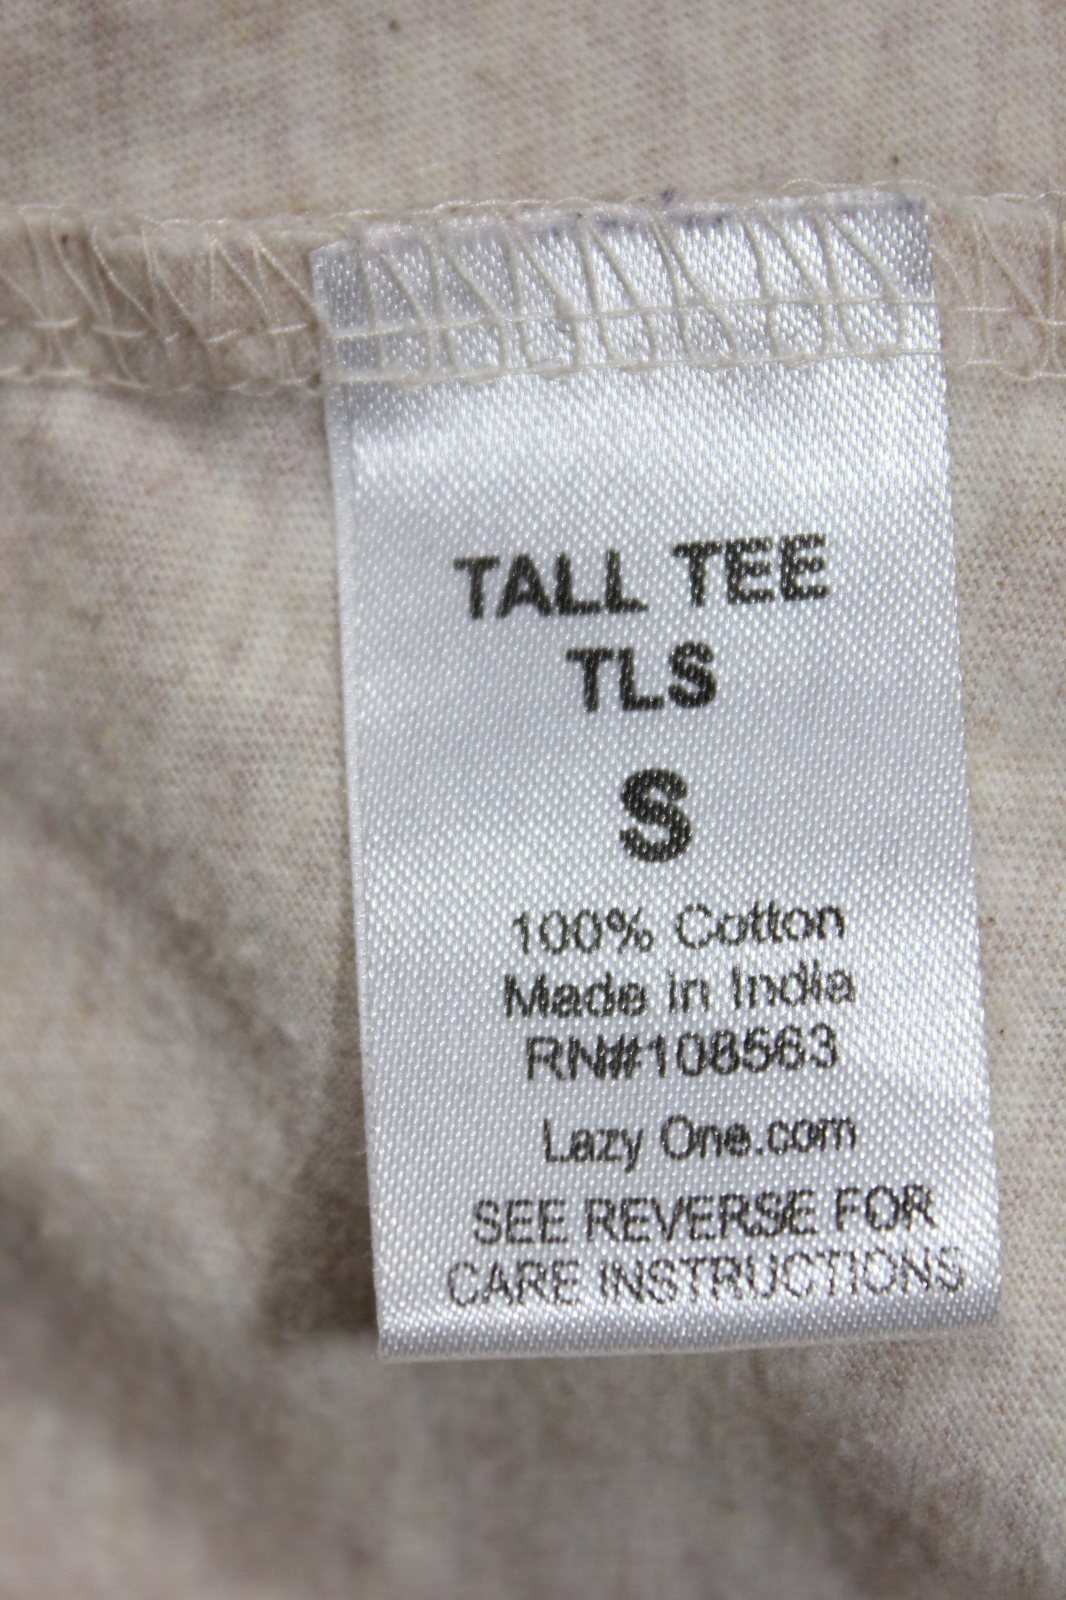 TALL TEE
TLS
S
100% Cotton
Made in India
RN#108563
Lazy One.com
SEE REVERSE FOR
CARE INSTRUCTIONS